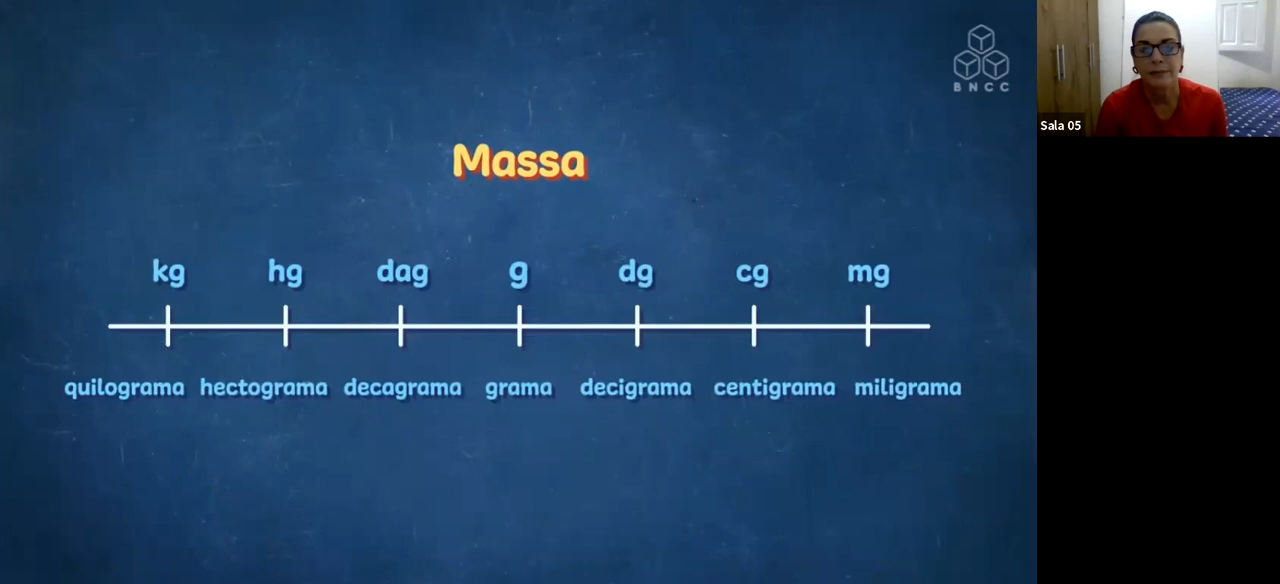 BNCC
Massa
kg hg dag g dg cg mg
quilograma hectograma decagrama grama decigrama centigrama miligrama
Sala 05